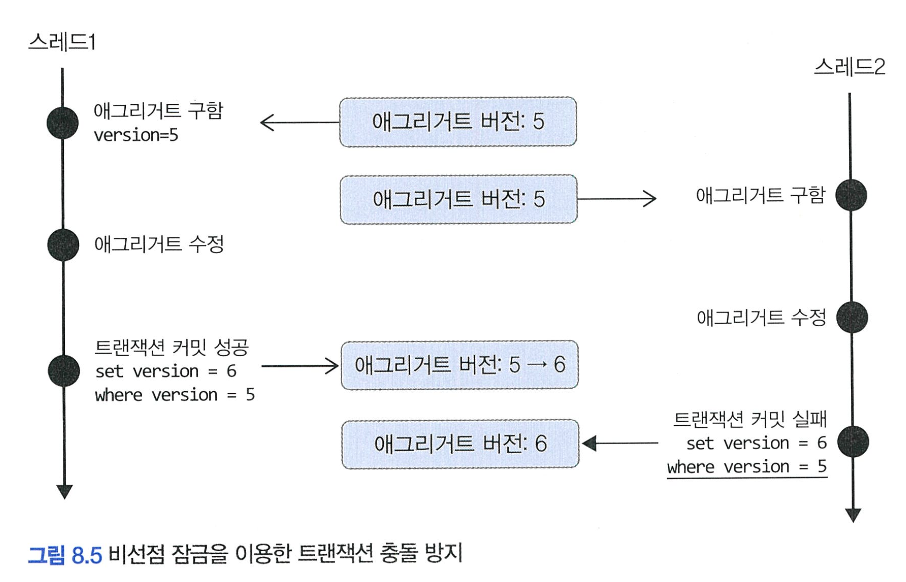 스레드1
스레드2
애그리거트 구함
version=5
애그리거트 버전: 5
애그리거트 버전: 5
애그리거트 구함
애그리거트 수정
애그리거트 수정
트랜잭션 커밋 성공
set version = 6
where version = 5
애그리거트 버전: 5 → 6
트랜잭션 커밋 실패
set version = 6
where version = 5
애그리거트 버전: 6
그림 8.5 비선점 잠금을 이용한 트랜잭션 충돌 방지